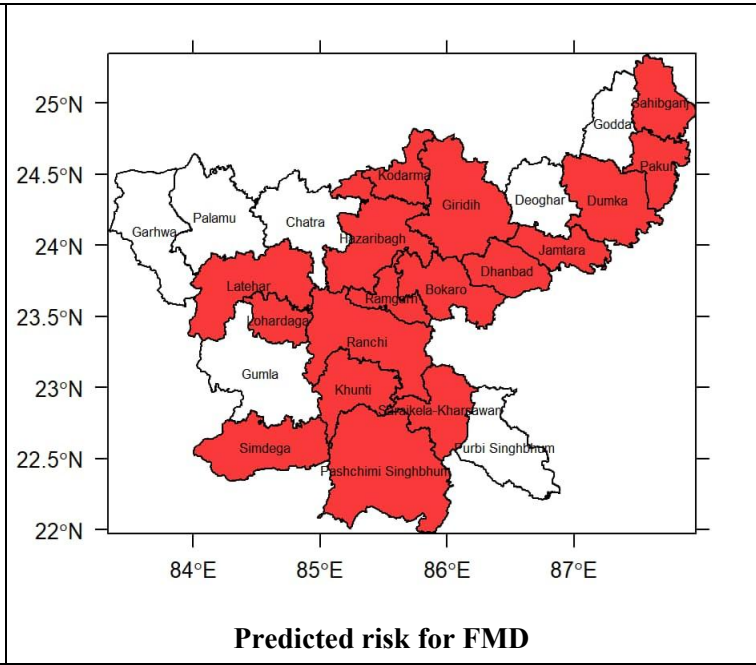 25°N
Sahibganj
Godda
24.5°N
Pakur
Kodarma
Deoghar
Dumka
Giridih
Palamu
Chatra
Garhwa
24°N
Hazaribagh
Jamtara
Dhanbad
Latehar
Bokaro
Ramgarh
23.5°N
Lohardaga
Ranchi
23°N
Gumla
Khunti
Saraikela-Kharsawan
22.5°N
Simdega
Purbi Singhbhum
Pashchimi Singhbhum
22°N
84°E 85°E 86°E 87°E
Predicted risk for FMD